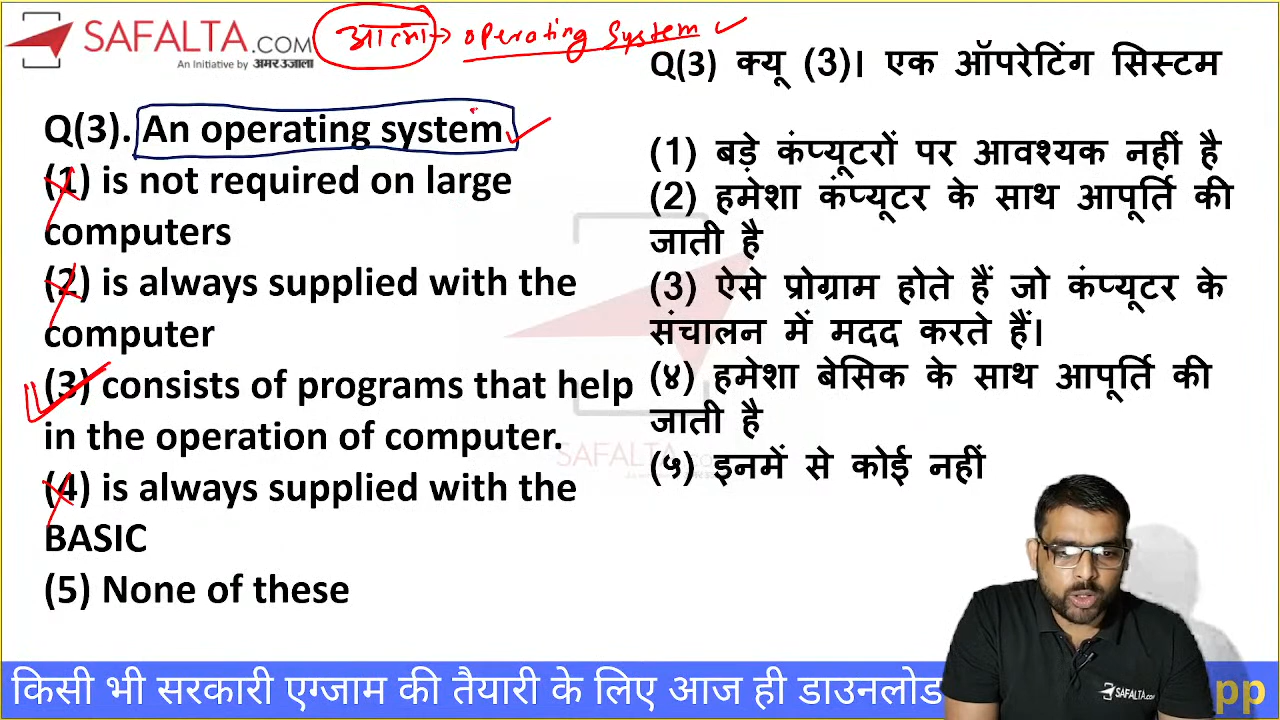 SAFALTA.COM
An Initiative by अमर उजाला
आत्मा → operating system
Q(3). An operating system
(1) is not required on large
computers
(2) is always supplied with the
computer
(3) consists of programs that help
in the operation of computer.
(4) is always supplied with the
BASIC
(5) None of these
Q(3) क्यू (3)। एक ऑपरेटिंग सिस्टम
(1) बड़े कंप्यूटरों पर आवश्यक नहीं है
(2) हमेशा कंप्यूटर के साथ आपूर्ति की
जाती है
(3) ऐसे प्रोग्राम होते हैं जो कंप्यूटर के
संचालन में मदद करते हैं।
(४) हमेशा बेसिक के साथ आपूर्ति की
जाती है
(५) इनमें से कोई नहीं
SAFALTA
SAFALTA.COM
किसी भी सरकारी एग्जाम की तैयारी के लिए आज ही डाउनलोड
pp